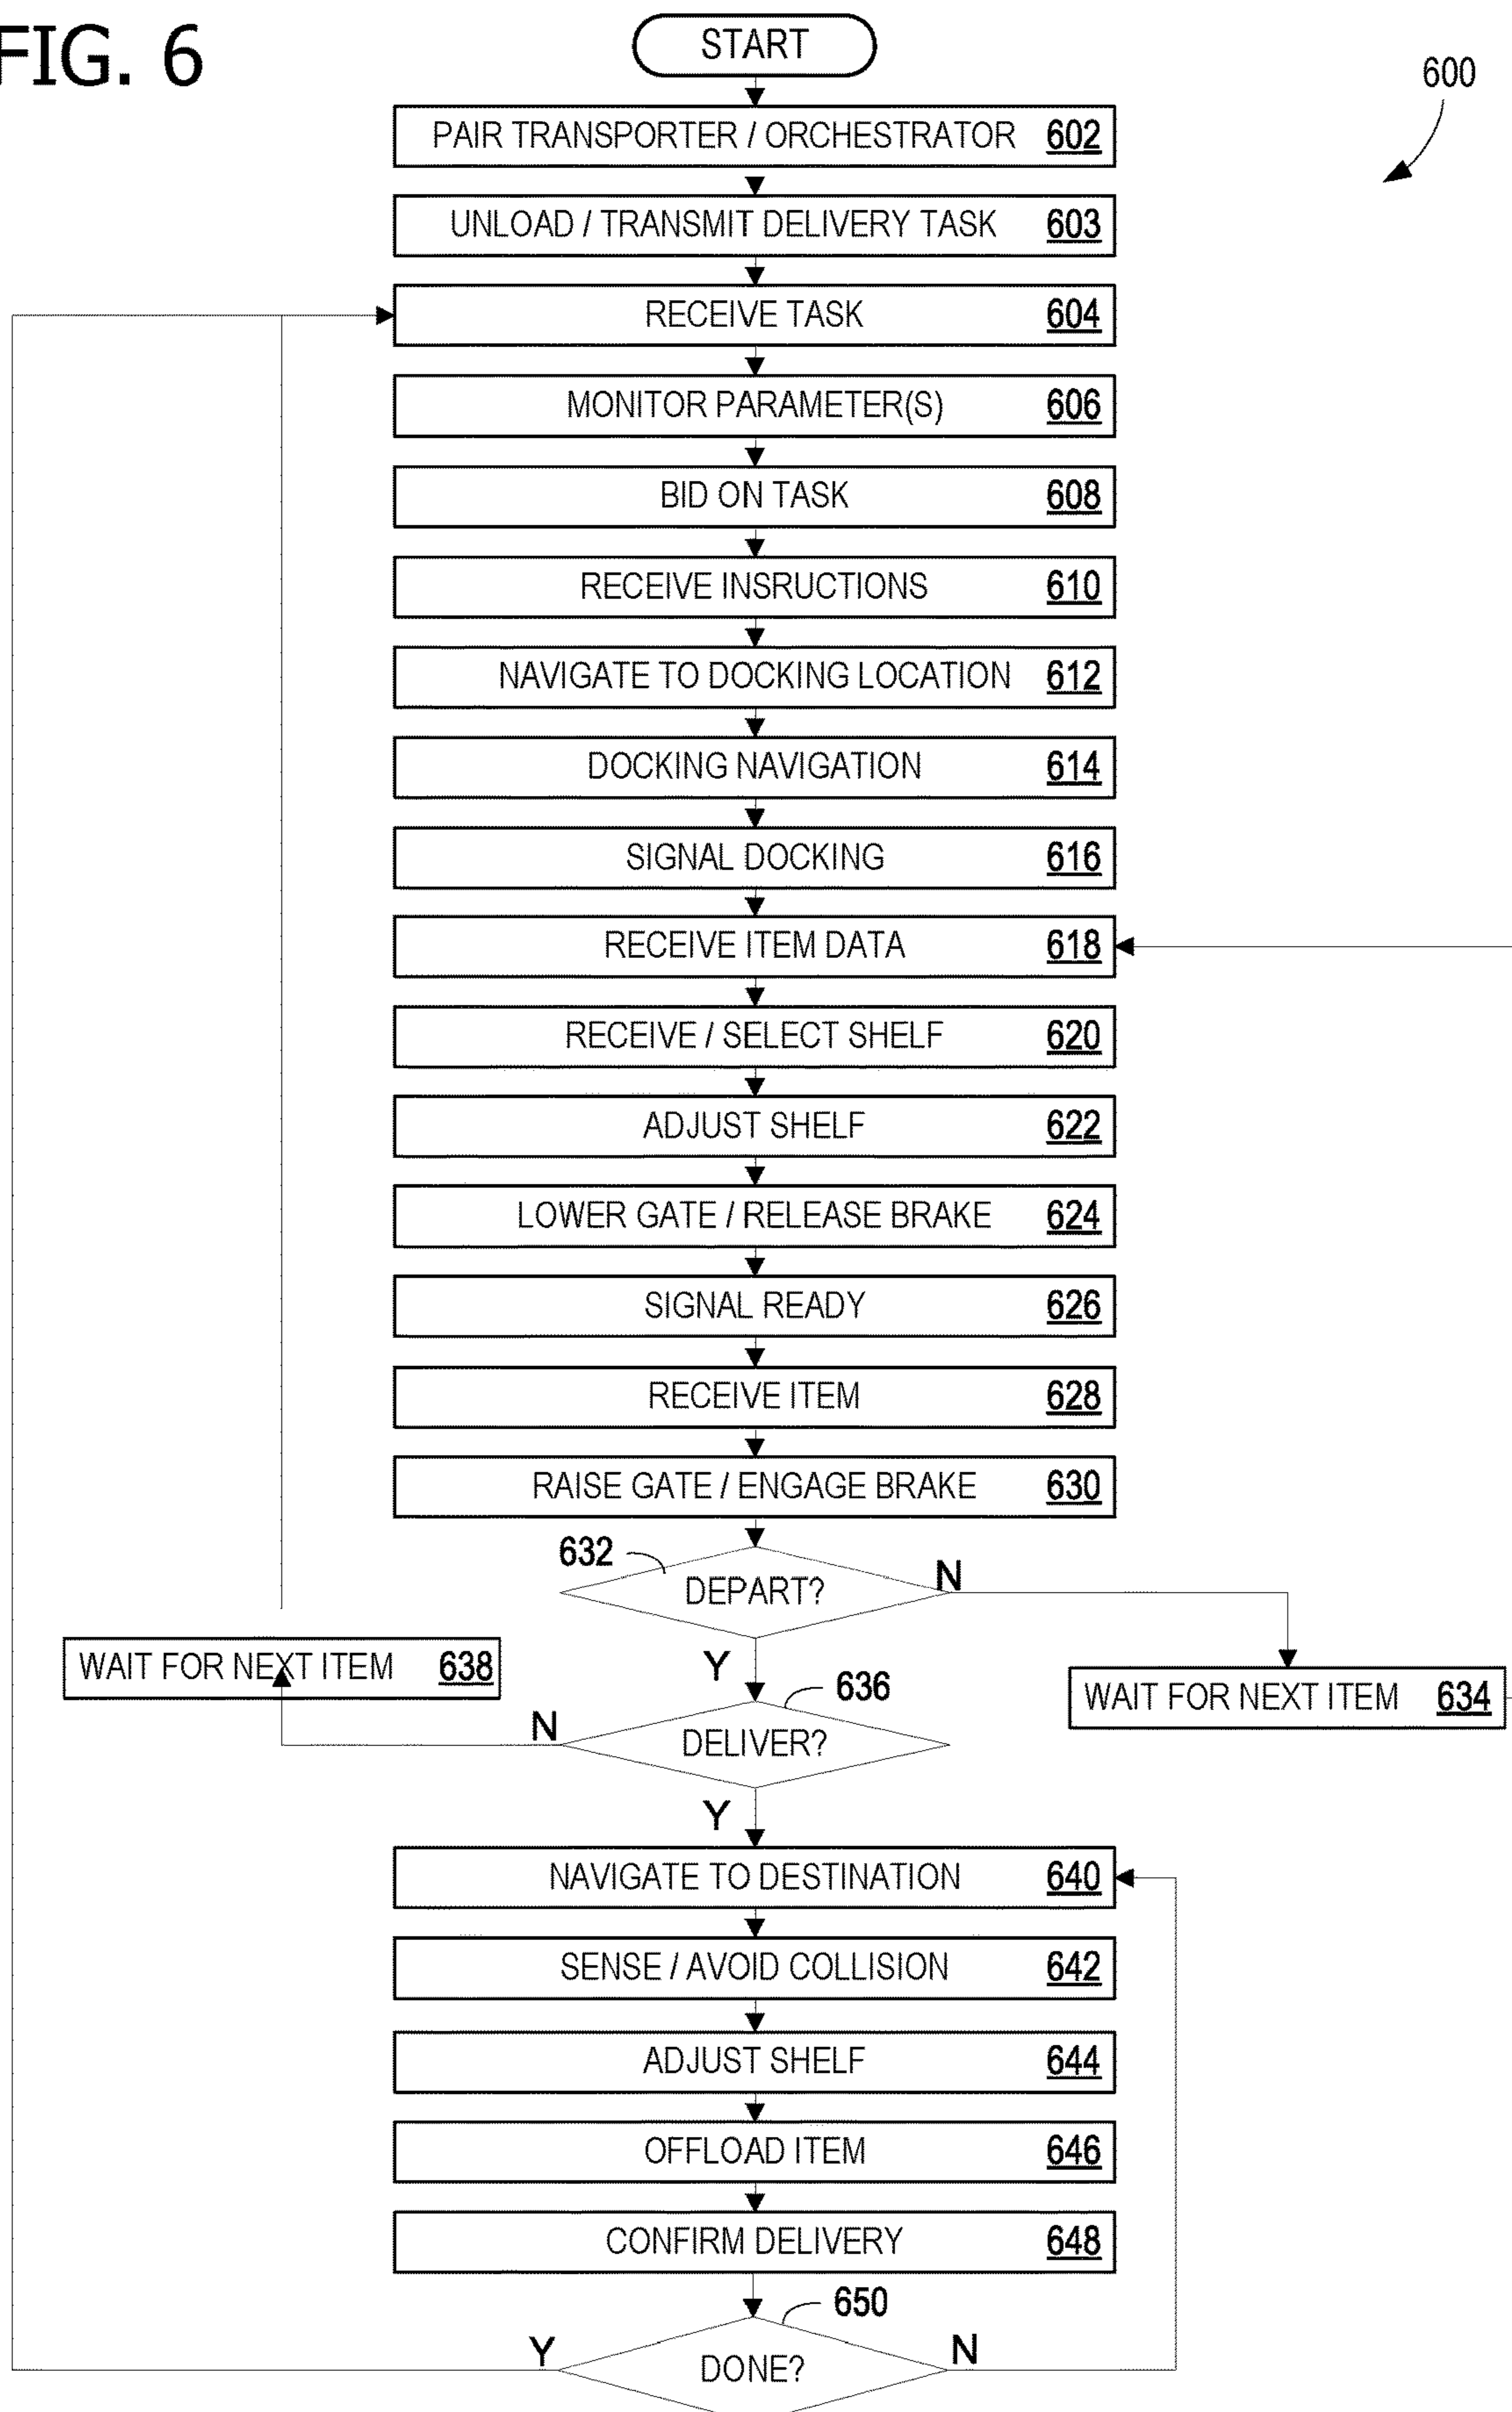 FIG. 6
START
600
PAIR TRANSPORTER / ORCHESTRATOR 602
UNLOAD / TRANSMIT DELIVERY TASK 603
RECEIVE TASK 604
MONITOR PARAMETER(S) 606
BID ON TASK 608
RECEIVE INSRUCTIONS 610
NAVIGATE TO DOCKING LOCATION 612
DOCKING NAVIGATION 614
SIGNAL DOCKING 616
RECEIVE ITEM DATA 618
RECEIVE / SELECT SHELF 620
ADJUST SHELF 622
LOWER GATE / RELEASE BRAKE 624
SIGNAL READY 626
RECEIVE ITEM 628
RAISE GATE / ENGAGE BRAKE 630
632
DEPART?
N
Y
WAIT FOR NEXT ITEM 638
WAIT FOR NEXT ITEM 634
636
N
DELIVER?
Y
NAVIGATE TO DESTINATION 640
SENSE / AVOID COLLISION 642
ADJUST SHELF 644
OFFLOAD ITEM 646
CONFIRM DELIVERY 648
650
Y
DONE?
N